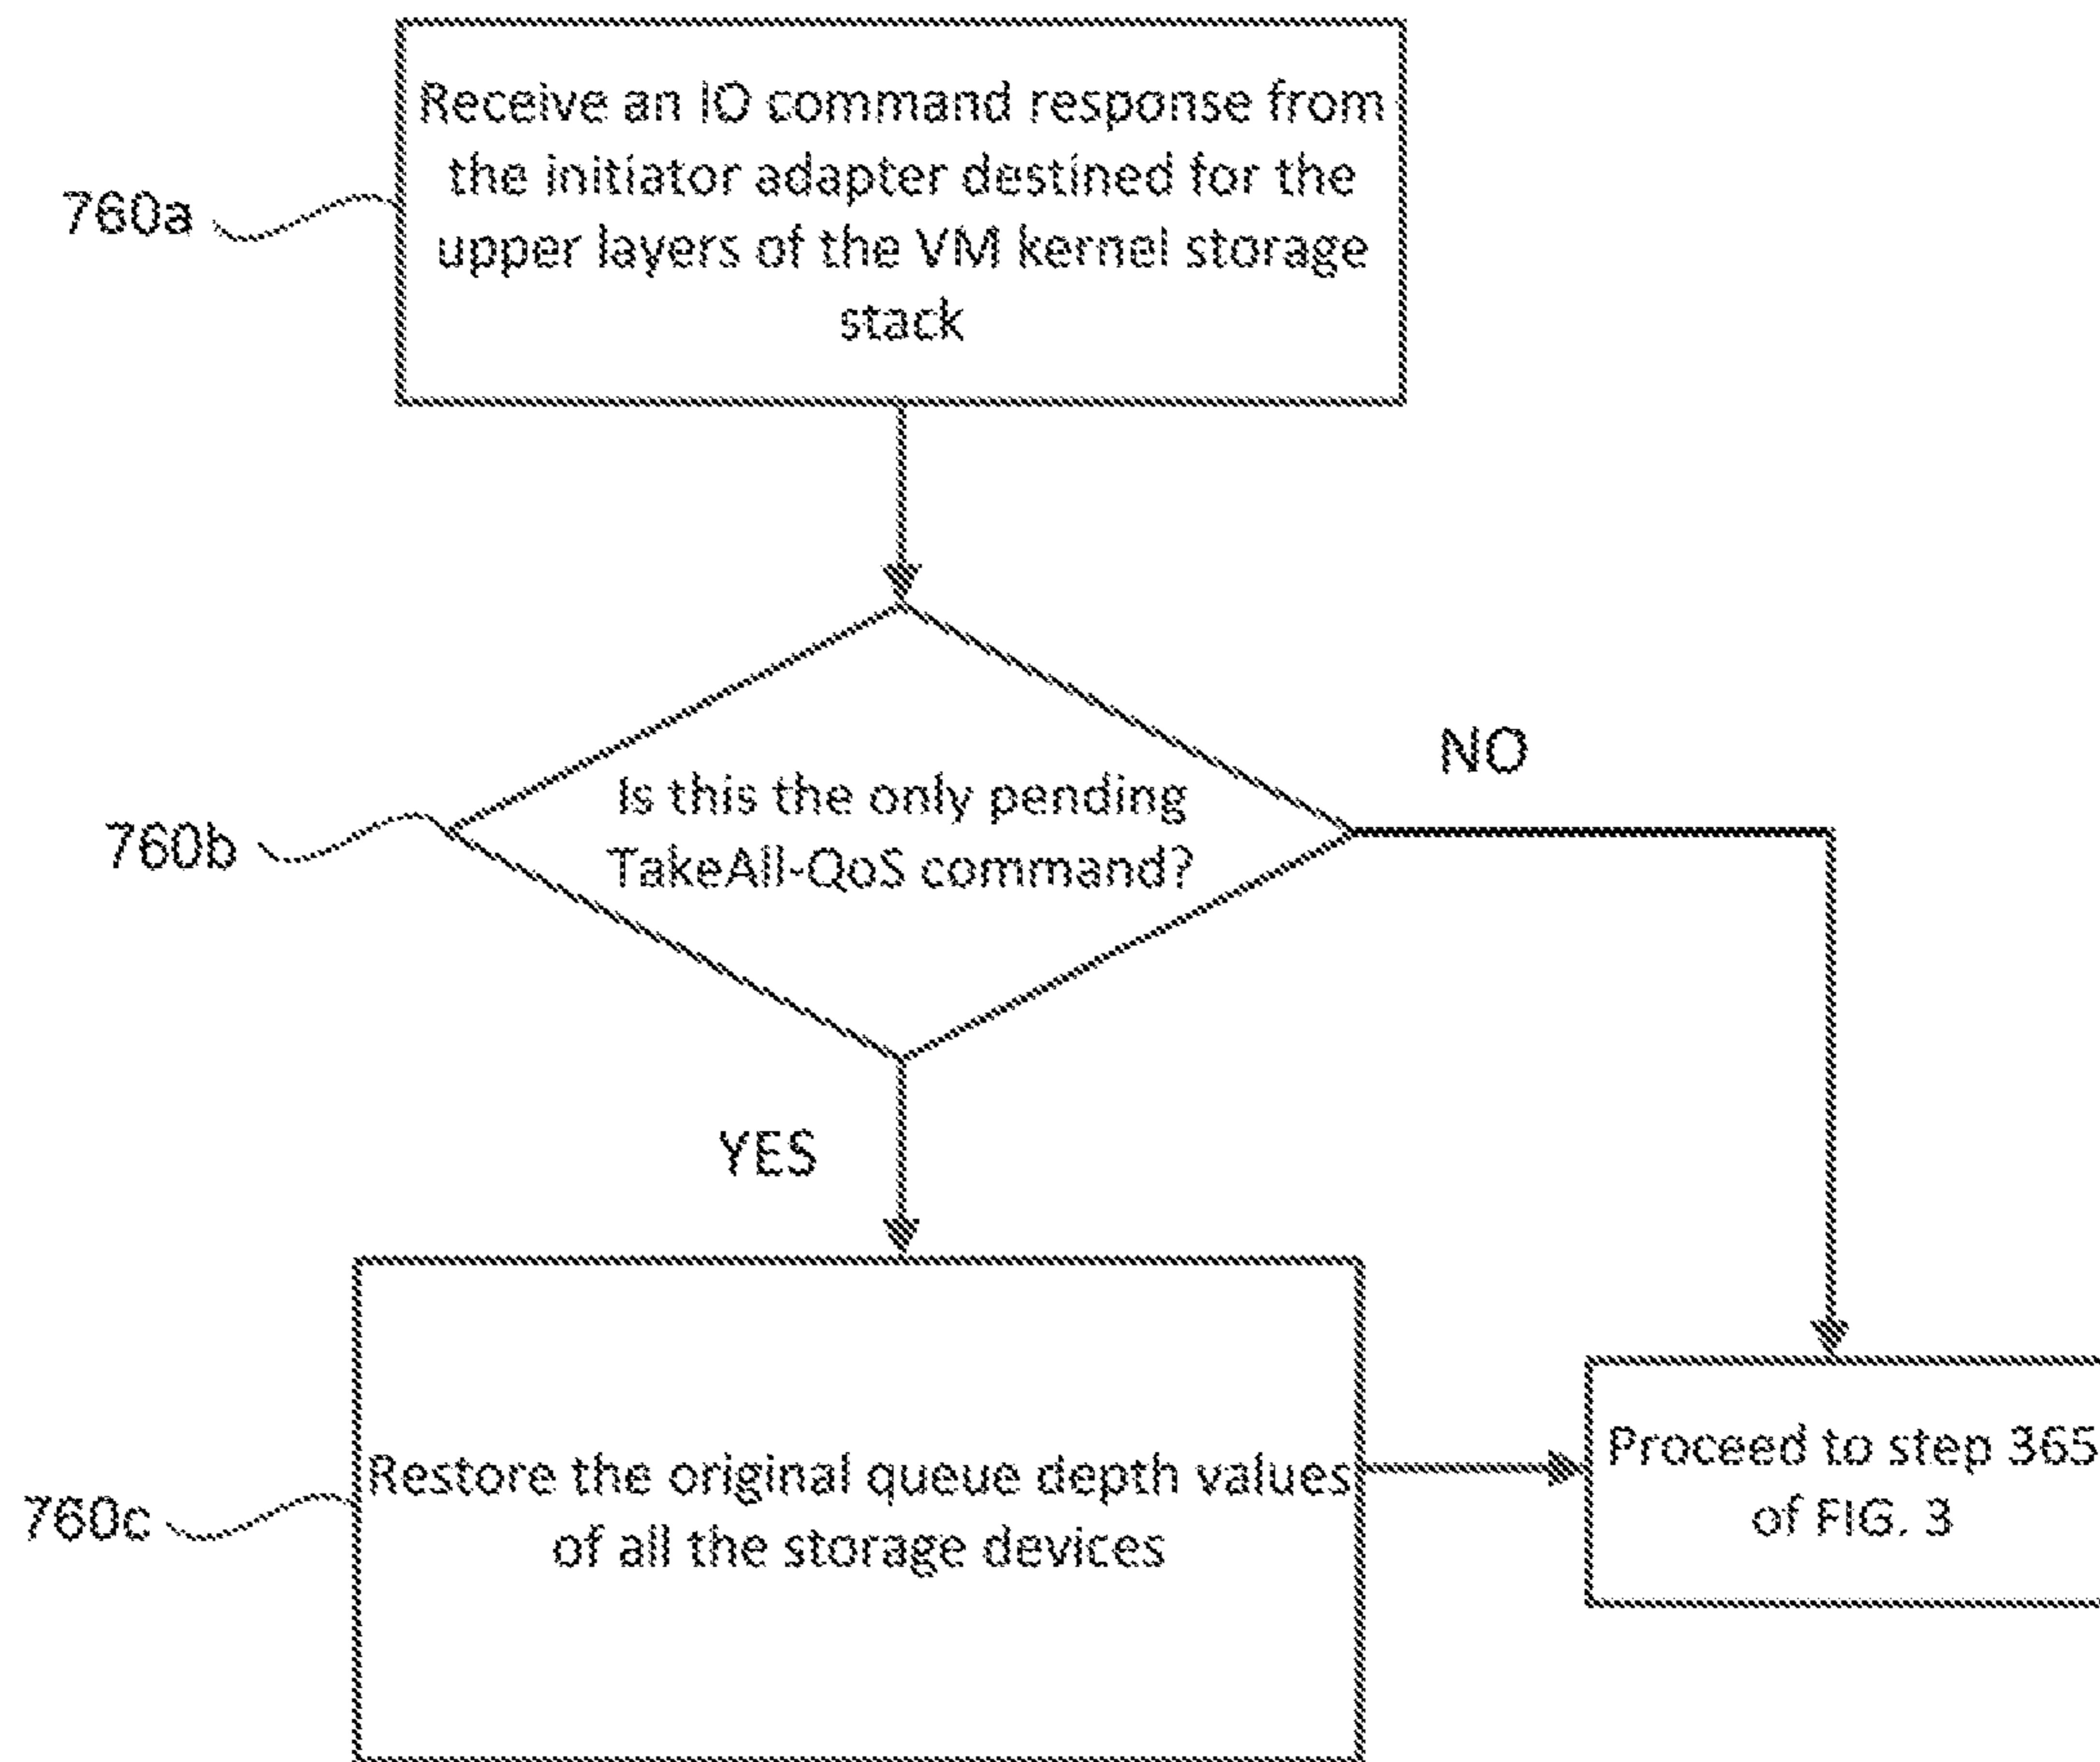 Receive an IO command response from
the initiator adapter destined for the
upper layers of the VM kernel storage
stack
760a
NO
Is this the only pending
TakeAll-QoS command?
760b
YES
Restore the original queue depth values
of all the storage devices
760c
Proceed to step 365
of FIG. 3